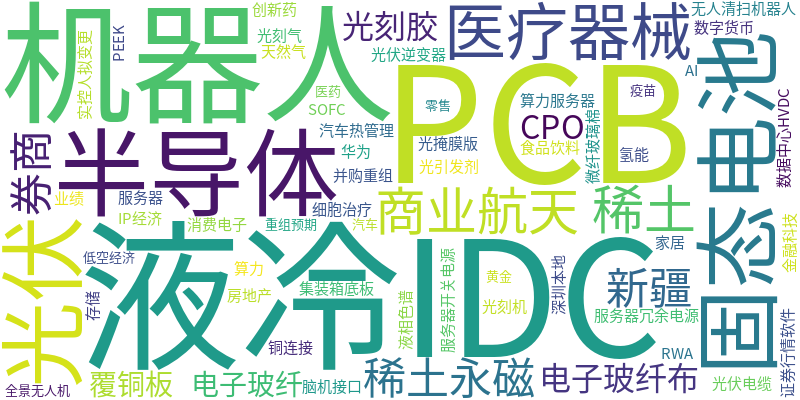 创新药
无人清扫机器人
数字货币
机器人
光刻胶
医疗器械
实控人拟变更
PEEK
光刻气
天然气
光伏逆变器
AI
固态电池
医药
SOFC
零售
PCB
算力服务器
疫苗
CPO
微纤玻璃棉
数据中心HVDC
券商
半导体
汽车热管理
华为
光掩膜版
食品饮料
氢能
光引发剂
并购重组
业绩
服务器
细胞治疗
商业航天
稀土
光伏
IP经济
消费电子
重组预期
汽车
液冷IDC
家居
金融科技
低空经济
算力
服务器开关电源
黄金
深圳本地
新疆
存储
房地产
集装箱底板
液相色谱
光刻机
服务器冗余电源
铜连接
RWA
证券行情软件
全景无人机
覆铜板
电子玻纤
脑机接口
稀土永磁
电子玻纤布
光伏电缆